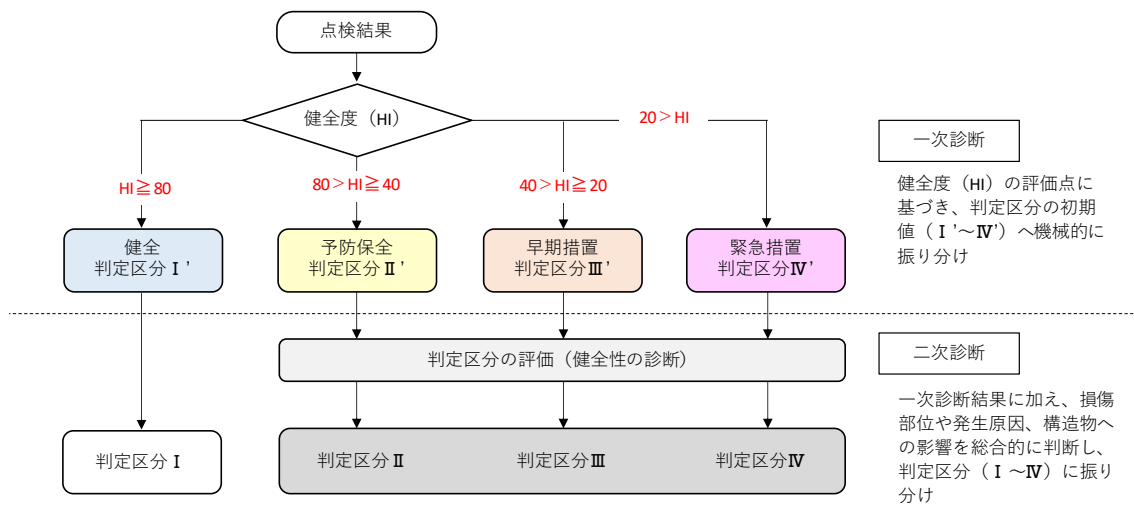 点検結果
健全度（HI）
20＞HI
HI≧80
80＞HI≧40
40＞HI≧20
健全
判定区分Ⅰ’
予防保全
判定区分Ⅱ’
早期措置
判定区分Ⅲ’
緊急措置
判定区分Ⅳ’
一次診断
健全度（HI）の評価点に
基づき、判定区分の初期
値（Ⅰ’～Ⅳ’）へ機械的に
振り分け
判定区分の評価（健全性の診断）
判定区分Ⅰ
判定区分Ⅱ
判定区分Ⅲ
判定区分Ⅳ
二次診断
一次診断結果に加え、損傷
部位や発生原因、構造物へ
の影響を総合的に判断し、
判定区分（Ⅰ～Ⅳ）に振り
分け